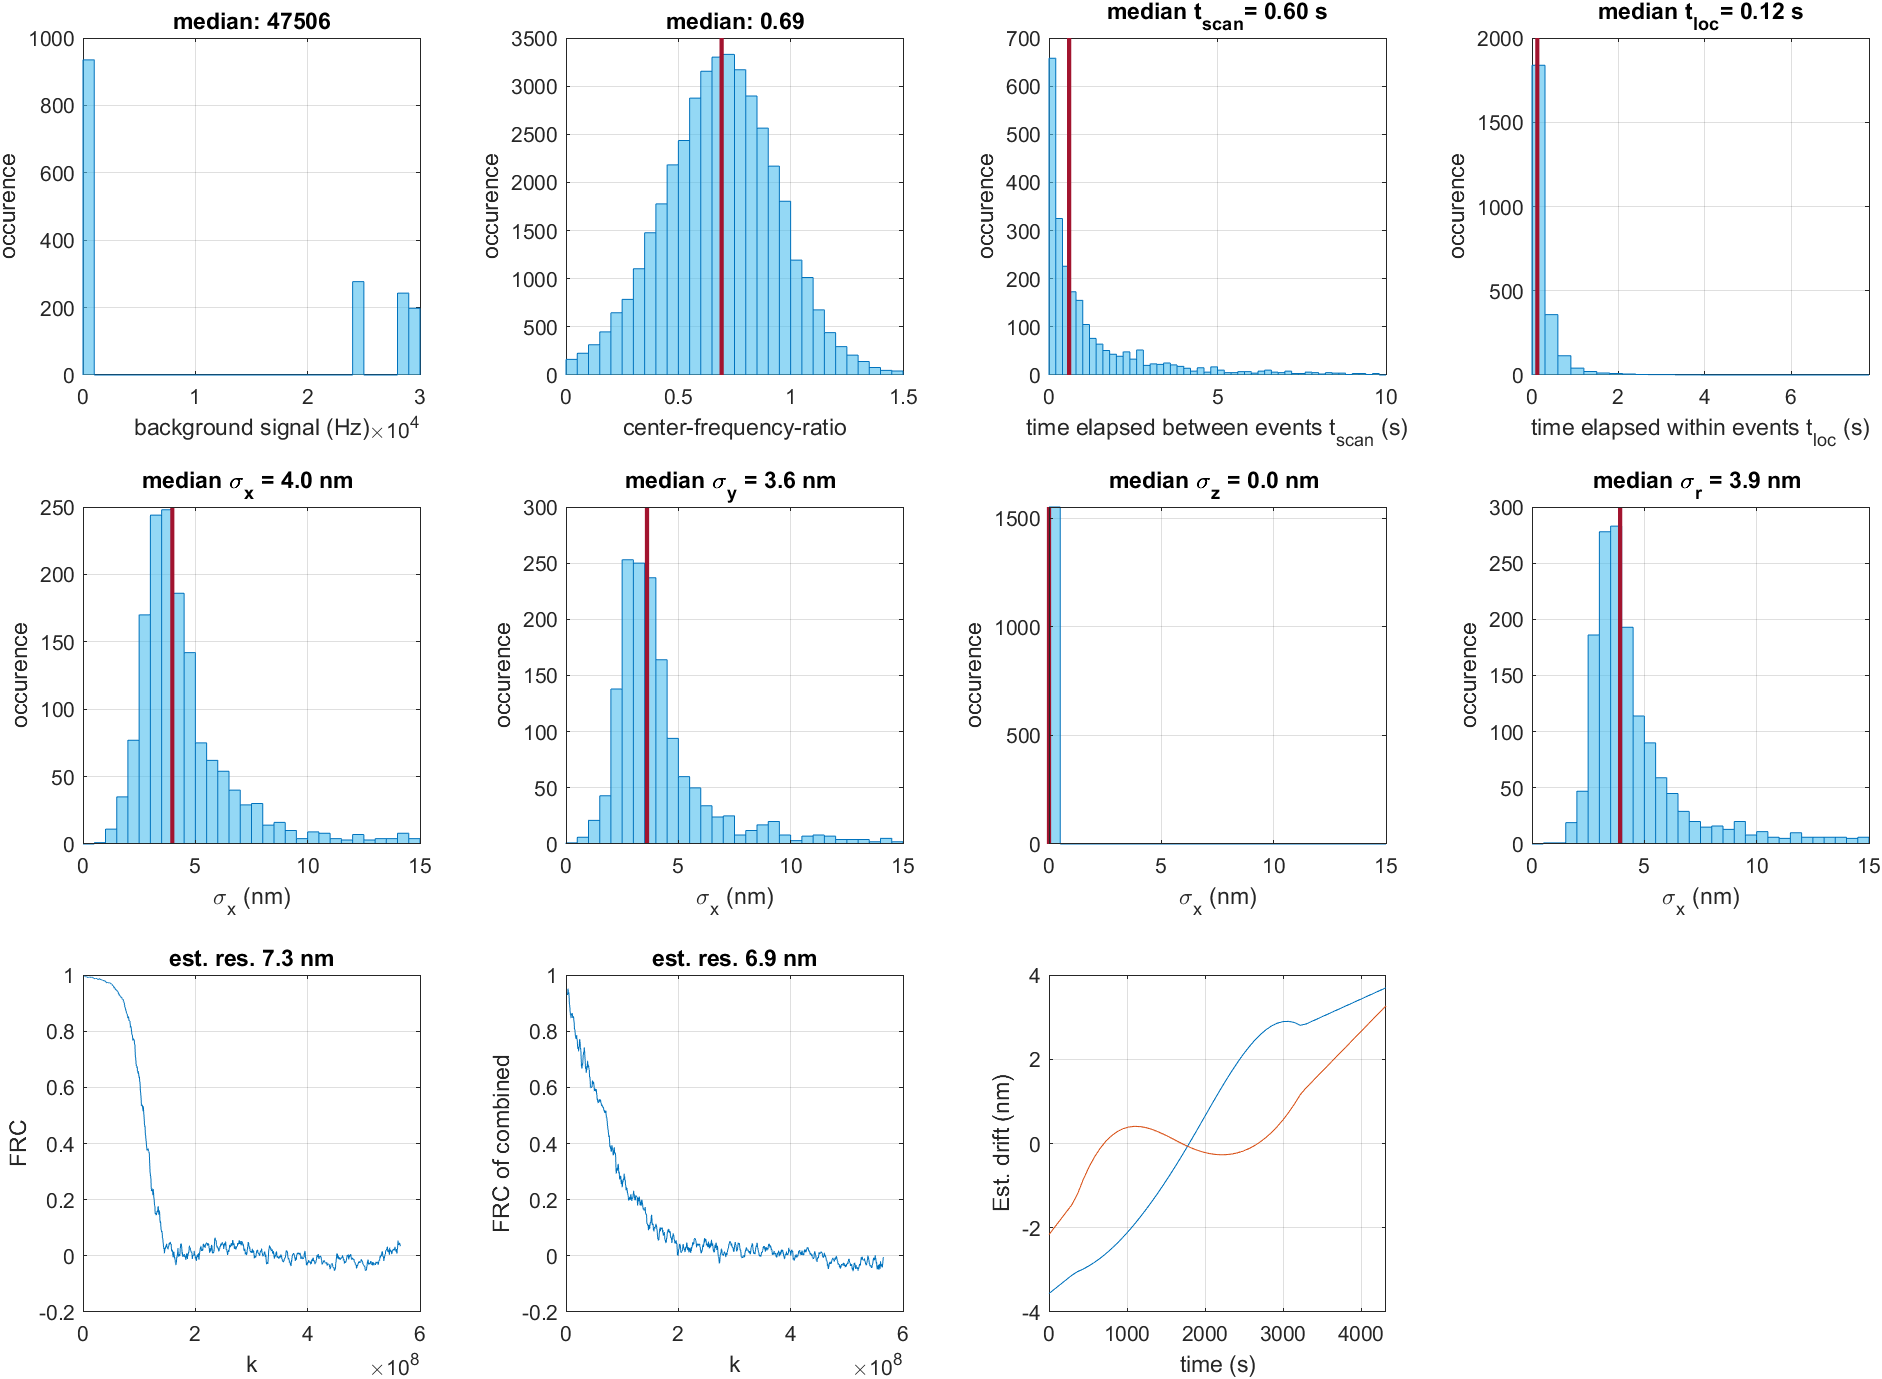 median: 47506
1000
800
600
400
200
0
occurence
0 1 2 3
background signal (Hz) ×10⁴
median: 0.69
3500
3000
2500
2000
1500
1000
500
0
occurence
0 0.5 1 1.5
center-frequency-ratio
median t_scan = 0.60 s
700
600
500
400
300
200
100
0
occurence
0 5 10
time elapsed between events t_scan (s)
median t_loc = 0.12 s
2000
1500
1000
500
0
occurence
0 2 4 6
time elapsed within events t_loc (s)
median σ_x = 4.0 nm
250
200
150
100
50
0
occurence
0 5 10 15
σ_x (nm)
median σ_y = 3.6 nm
300
250
200
150
100
50
0
occurence
0 5 10 15
σ_x (nm)
median σ_z = 0.0 nm
1500
1000
500
0
occurence
0 5 10 15
σ_x (nm)
median σ_r = 3.9 nm
300
250
200
150
100
50
0
occurence
0 5 10 15
σ_x (nm)
est. res. 7.3 nm
1
0.8
0.6
0.4
0.2
0
-0.2
FRC
0 2 4 6
k ×10⁸
est. res. 6.9 nm
1
0.8
0.6
0.4
0.2
0
-0.2
FRC of combined
0 2 4 6
k ×10⁸
4
2
0
-2
-4
Est. drift (nm)
0 1000 2000 3000 4000
time (s)